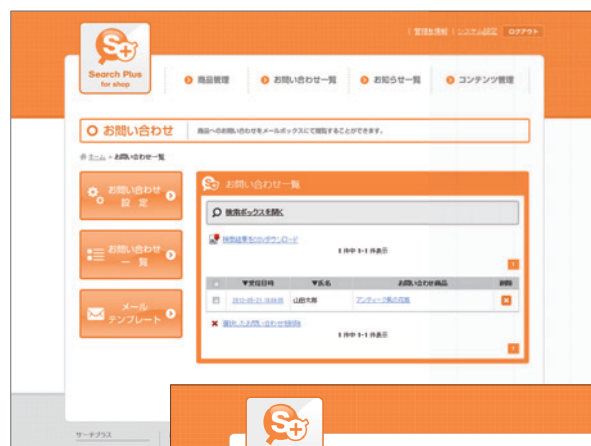 管理者情報 | システム設定 ログアウト
S+
Search Plus
for shop
商品管理 お問い合わせ一覧 お知らせ一覧 コンテンツ管理
お問い合わせ 商品へのお問い合わせをメールボックスにて閲覧することができます。
ホーム > お問い合わせ一覧
お問い合わせ
設定
お問い合わせ
一覧
メール
テンプレート
S+ お問い合わせ一覧
検索ボックスを開く
検索結果をCSVダウンロード
1 件中 1-1 件表示
1
▼受信日時 ▼氏名 お問い合わせ商品 削除
山田太郎 アンティーク風の花瓶
選択したお問い合わせを削除
1 件中 1-1 件表示
1
サーチプラス
S+